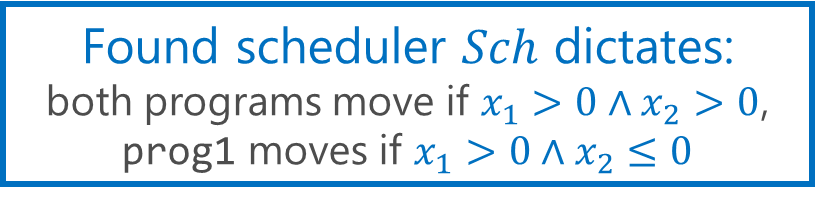 Found scheduler 𝑆𝑐ℎ dictates:
both programs move if 𝑥₁ > 0 ∧ 𝑥₂ > 0,
prog1 moves if 𝑥₁ > 0 ∧ 𝑥₂ ≤ 0